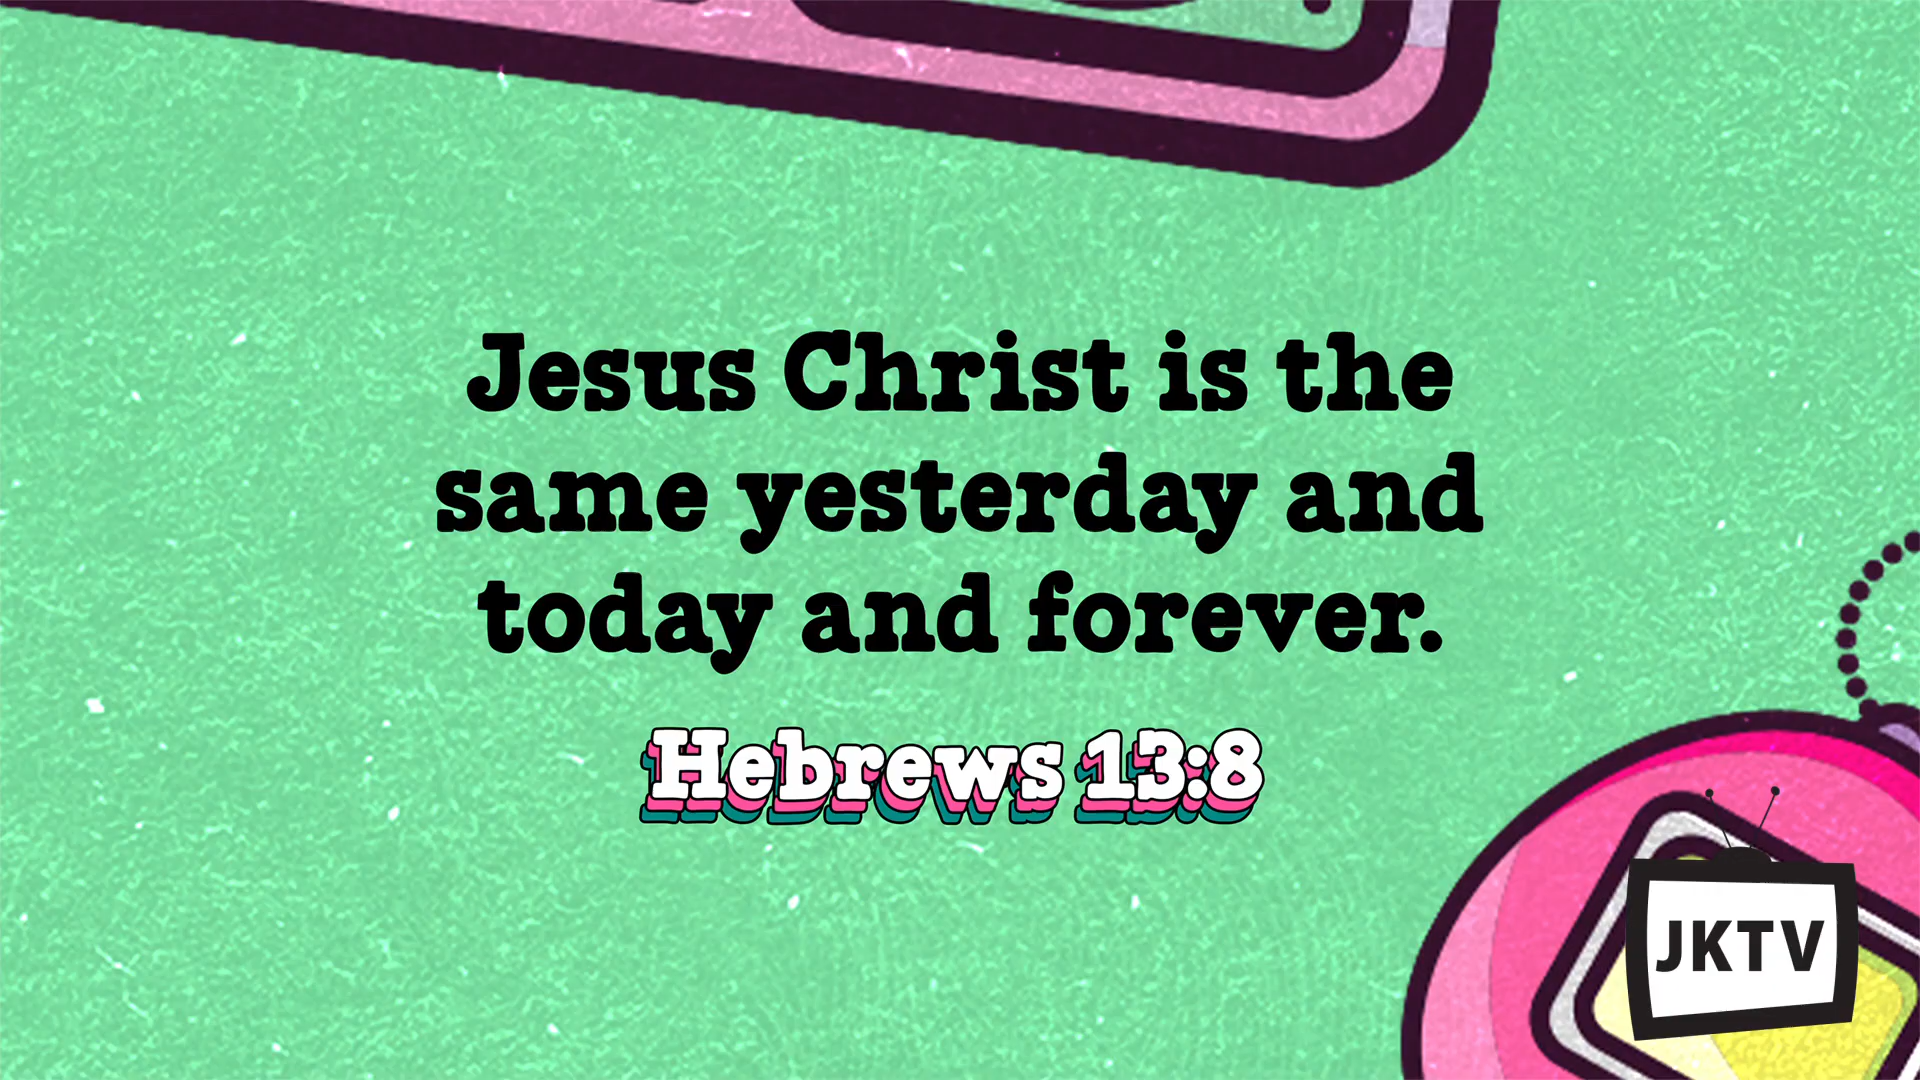 Jesus Christ is the
same yesterday and
today and forever.
Hebrews 13:8
JKTV